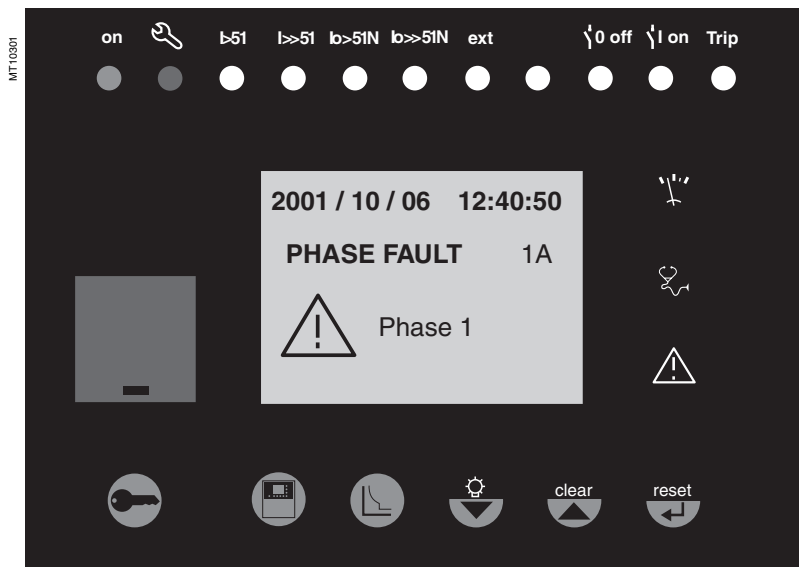 MT10301
on I>51 I>>51 Io>51N Io>>51N ext 0 off I on Trip
2001 / 10 / 06 12:40:50
PHASE FAULT 1A
Phase 1
clear reset